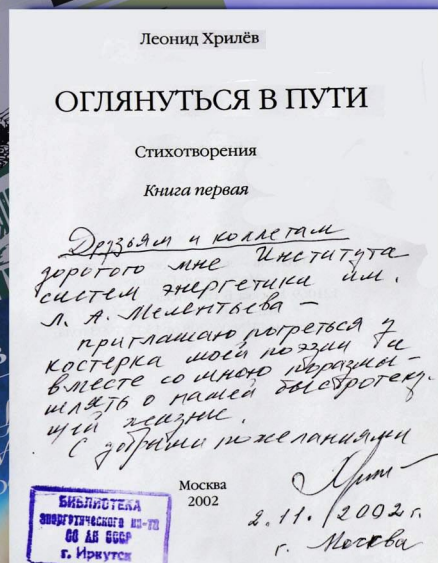 Леонид Хрилёв
ОГЛЯНУТЬСЯ В ПУТИ
Стихотворения
Книга первая
Друзьям и коллегам
дорогого мне Института
систем энергетики им.
Л. А. Мелентьева –
приглашаю погреться у
костерка моей поэзии и
вместе со мною поразмы-
шлять о нашей быстротеку-
щей жизни.
С добрыми пожеланиями
Москва
2002
2.11.2002 г.
г. Москва
БИБЛИОТЕКА
энергетического ин-та
СО АН СССР
г. Иркутск